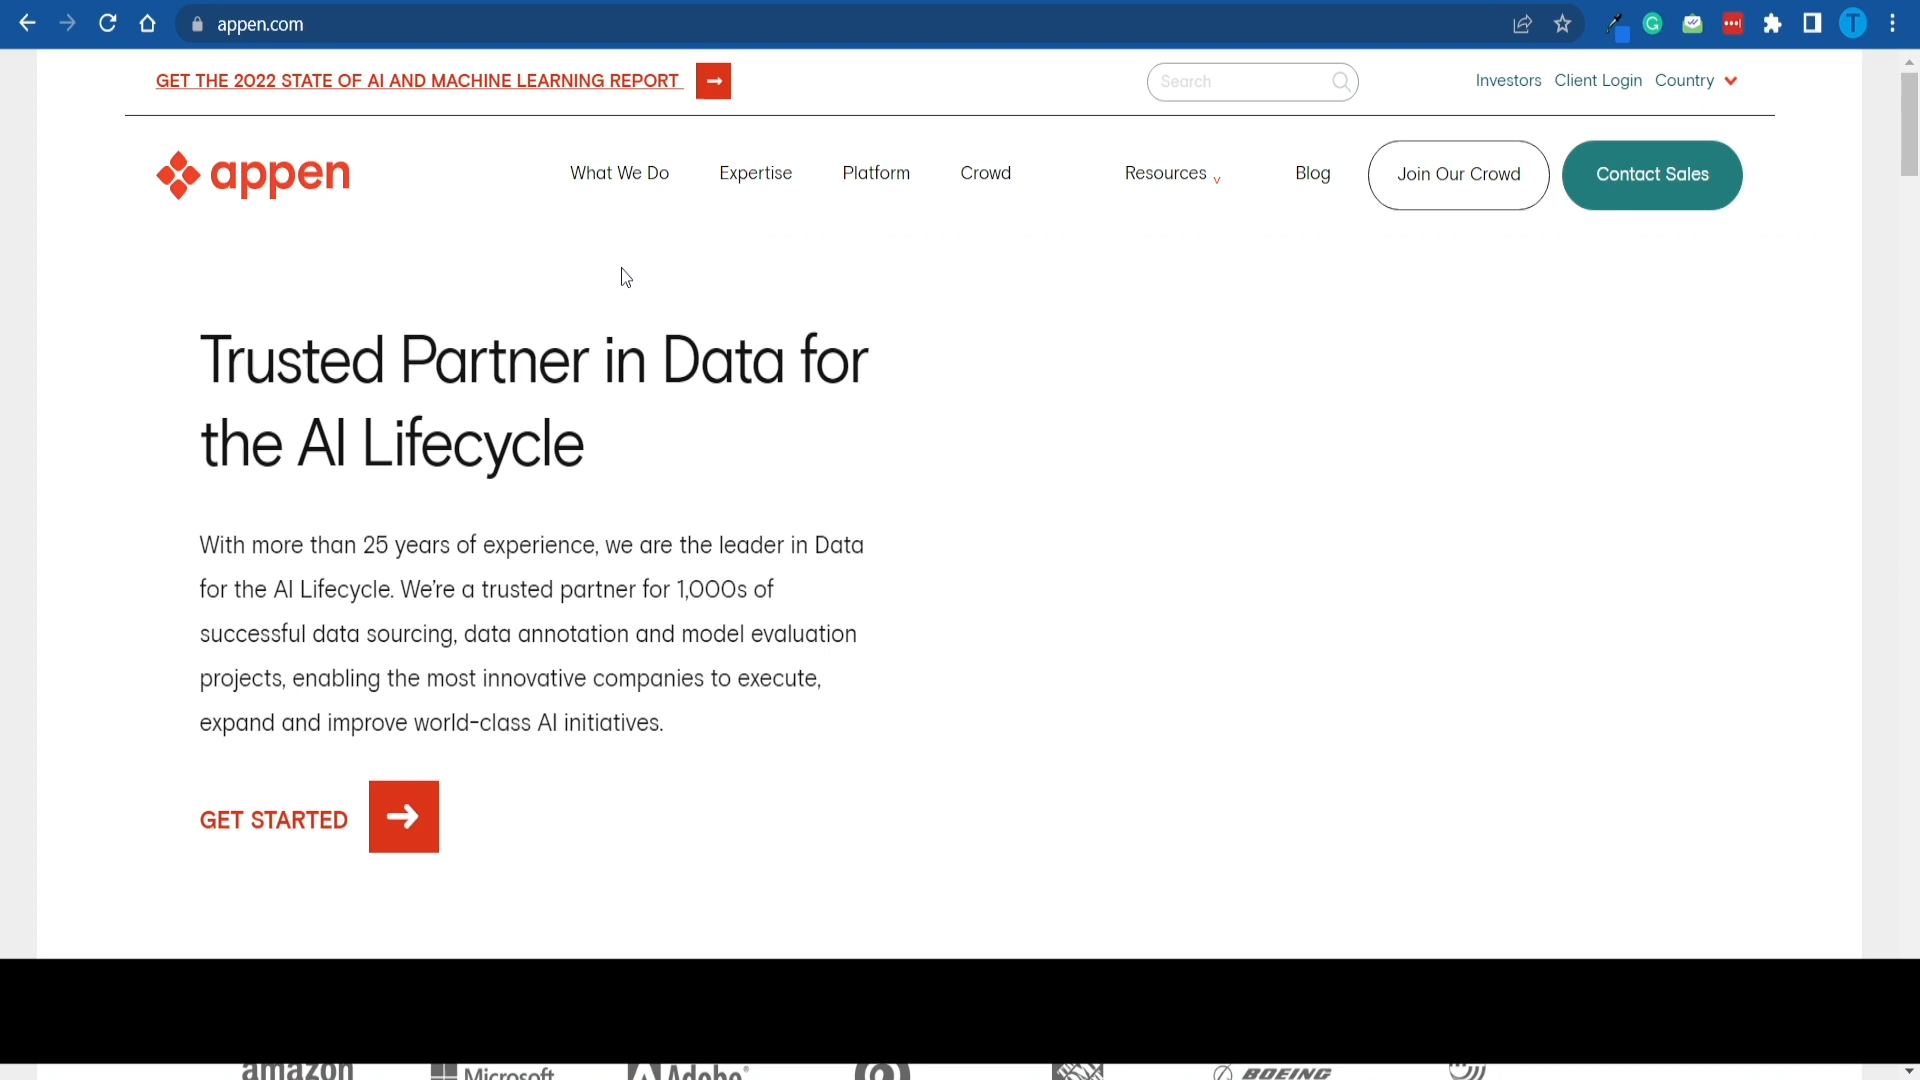 appen.com
T
GET THE 2022 STATE OF AI AND MACHINE LEARNING REPORT
Search
Investors Client Login Country
appen
What We Do Expertise Platform Crowd Resources Blog Join Our Crowd Contact Sales
Trusted Partner in Data for
the AI Lifecycle
With more than 25 years of experience, we are the leader in Data
for the AI Lifecycle. We're a trusted partner for 1,000s of
successful data sourcing, data annotation and model evaluation
projects, enabling the most innovative companies to execute,
expand and improve world-class AI initiatives.
GET STARTED
amazon Microsoft Adobe BOEING